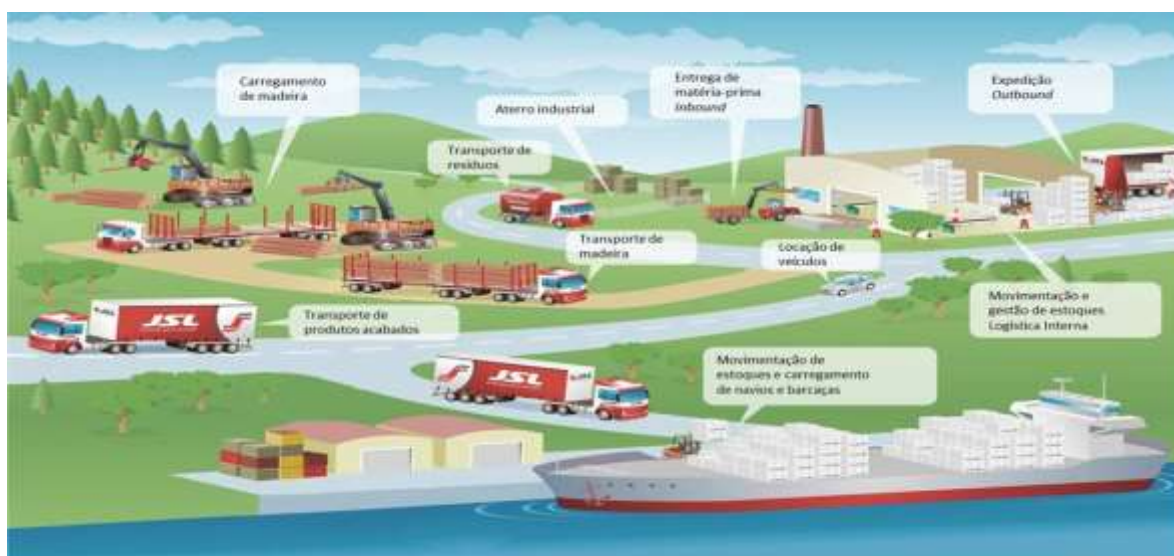 Carregamento
de madeira
Aterro industrial
Entrega de
matéria-prima
Inbound
Expedição
Outbound
Transporte de
resíduos
Transporte de
madeira
Locação de
veículos
Movimentação e
gestão de estoques
Logística Interna
Transporte de
produtos acabados
JSL
JSL
Movimentação de
estoques e carregamento
de navios e barcaças